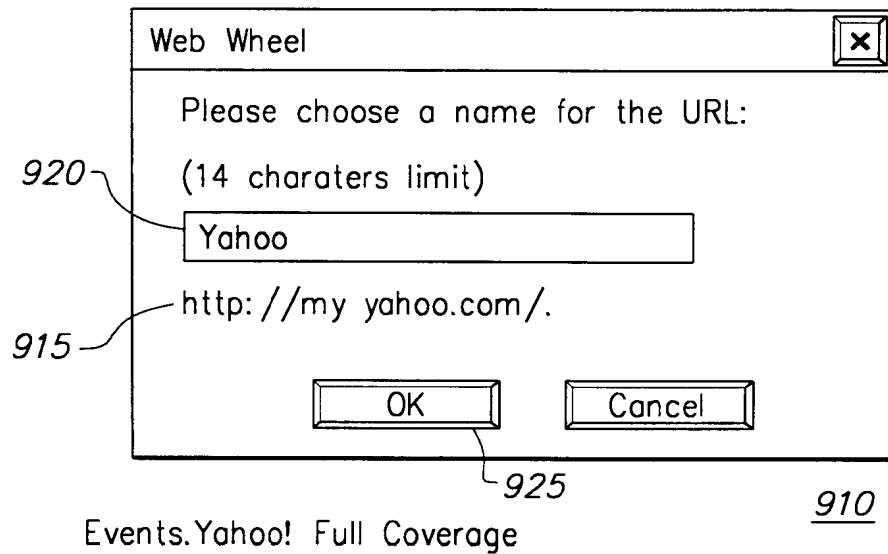 Web Wheel ×
Please choose a name for the URL:
920
(14 charaters limit)
Yahoo
http: //my yahoo.com/.
915
OK Cancel
925
910
Events.Yahoo! Full Coverage